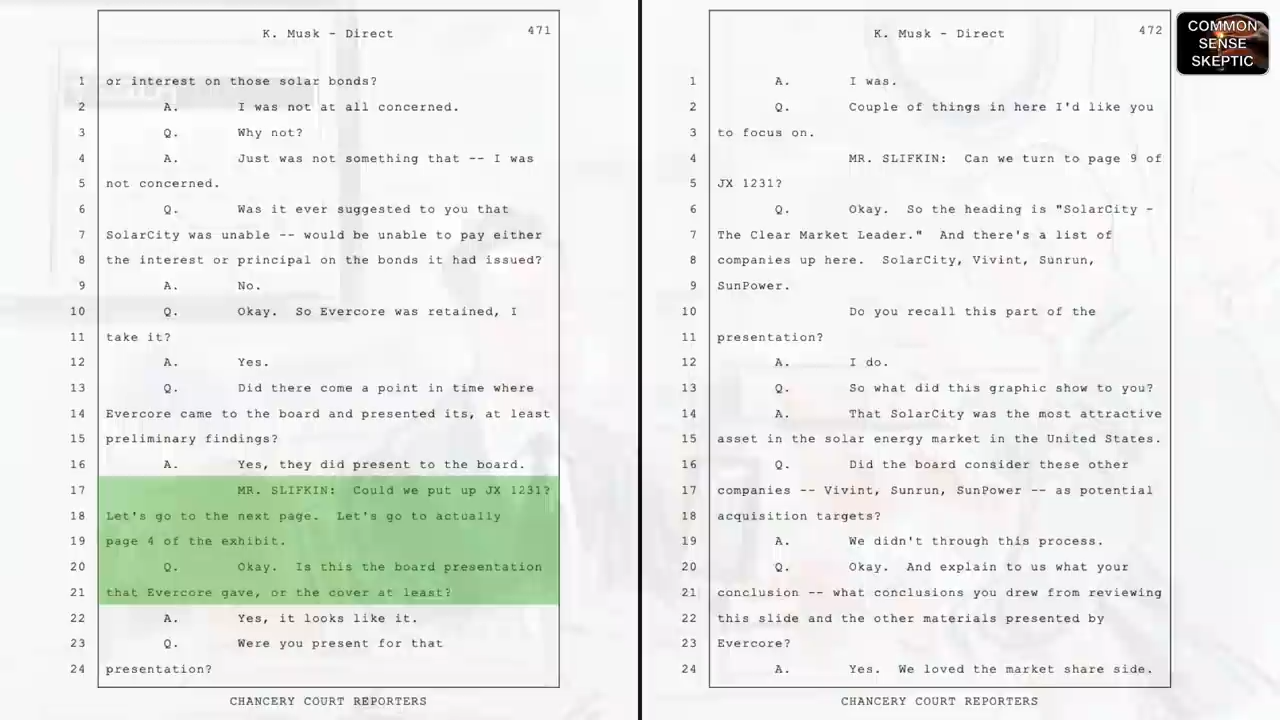 K. Musk - Direct 471
1 or interest on those solar bonds?
2 A. I was not at all concerned.
3 Q. Why not?
4 A. Just was not something that -- I was
5 not concerned.
6 Q. Was it ever suggested to you that
7 SolarCity was unable -- would be unable to pay either
8 the interest or principal on the bonds it had issued?
9 A. No.
10 Q. Okay. So Evercore was retained, I
11 take it?
12 A. Yes.
13 Q. Did there come a point in time where
14 Evercore came to the board and presented its, at least
15 preliminary findings?
16 A. Yes, they did present to the board.
17 MR. SLIFKIN: Could we put up JX 1231?
18 Let's go to the next page. Let's go to actually
19 page 4 of the exhibit.
20 Q. Okay. Is this the board presentation
21 that Evercore gave, or the cover at least?
22 A. Yes, it looks like it.
23 Q. Were you present for that
24 presentation?
CHANCERY COURT REPORTERS
K. Musk - Direct 472
1 A. I was.
2 Q. Couple of things in here I'd like you
3 to focus on.
4 MR. SLIFKIN: Can we turn to page 9 of
5 JX 1231?
6 Q. Okay. So the heading is "SolarCity -
7 The Clear Market Leader." And there's a list of
8 companies up here. SolarCity, Vivint, Sunrun,
9 SunPower.
10 Do you recall this part of the
11 presentation?
12 A. I do.
13 Q. So what did this graphic show to you?
14 A. That SolarCity was the most attractive
15 asset in the solar energy market in the United States.
16 Q. Did the board consider these other
17 companies -- Vivint, Sunrun, SunPower -- as potential
18 acquisition targets?
19 A. We didn't through this process.
20 Q. Okay. And explain to us what your
21 conclusion -- what conclusions you drew from reviewing
22 this slide and the other materials presented by
23 Evercore?
24 A. Yes. We loved the market share side.
CHANCERY COURT REPORTERS
COMMON
SENSE
SKEPTIC